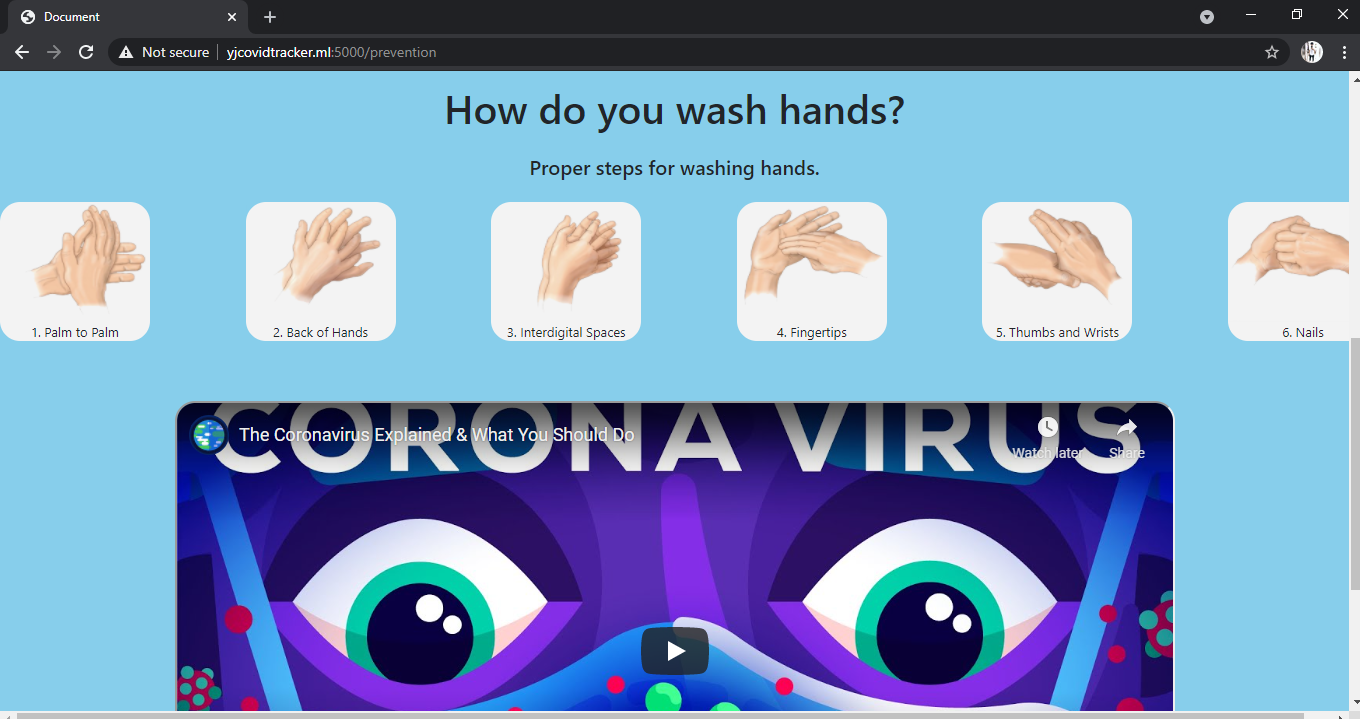 Document
Not secure
yjcovidtracker.ml:5000/prevention
How do you wash hands?
Proper steps for washing hands.
1. Palm to Palm
2. Back of Hands
3. Interdigital Spaces
4. Fingertips
5. Thumbs and Wrists
6. Nails
CORONA VIRUS
The Coronavirus Explained & What You Should Do
Watch later
Share